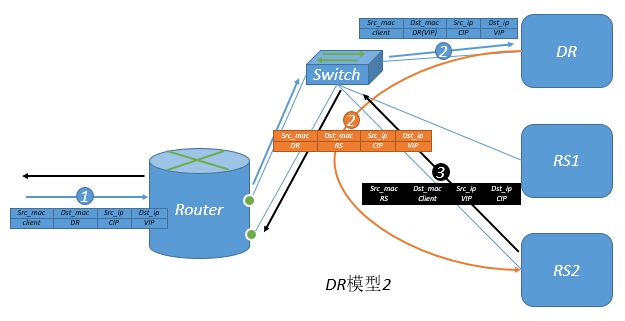 Src_mac Dst_mac Src_ip Dst_ip
client DR(VIP) CIP VIP
2
DR
Switch
2
Src_mac Dst_mac Src_ip Dst_ip
DR RS CIP VIP
RS1
3
Src_mac Dst_mac Src_ip Dst_ip
RS Client VIP CIP
1
Router
Src_mac Dst_mac Src_ip Dst_ip
client DR CIP VIP
RS2
DR模型2